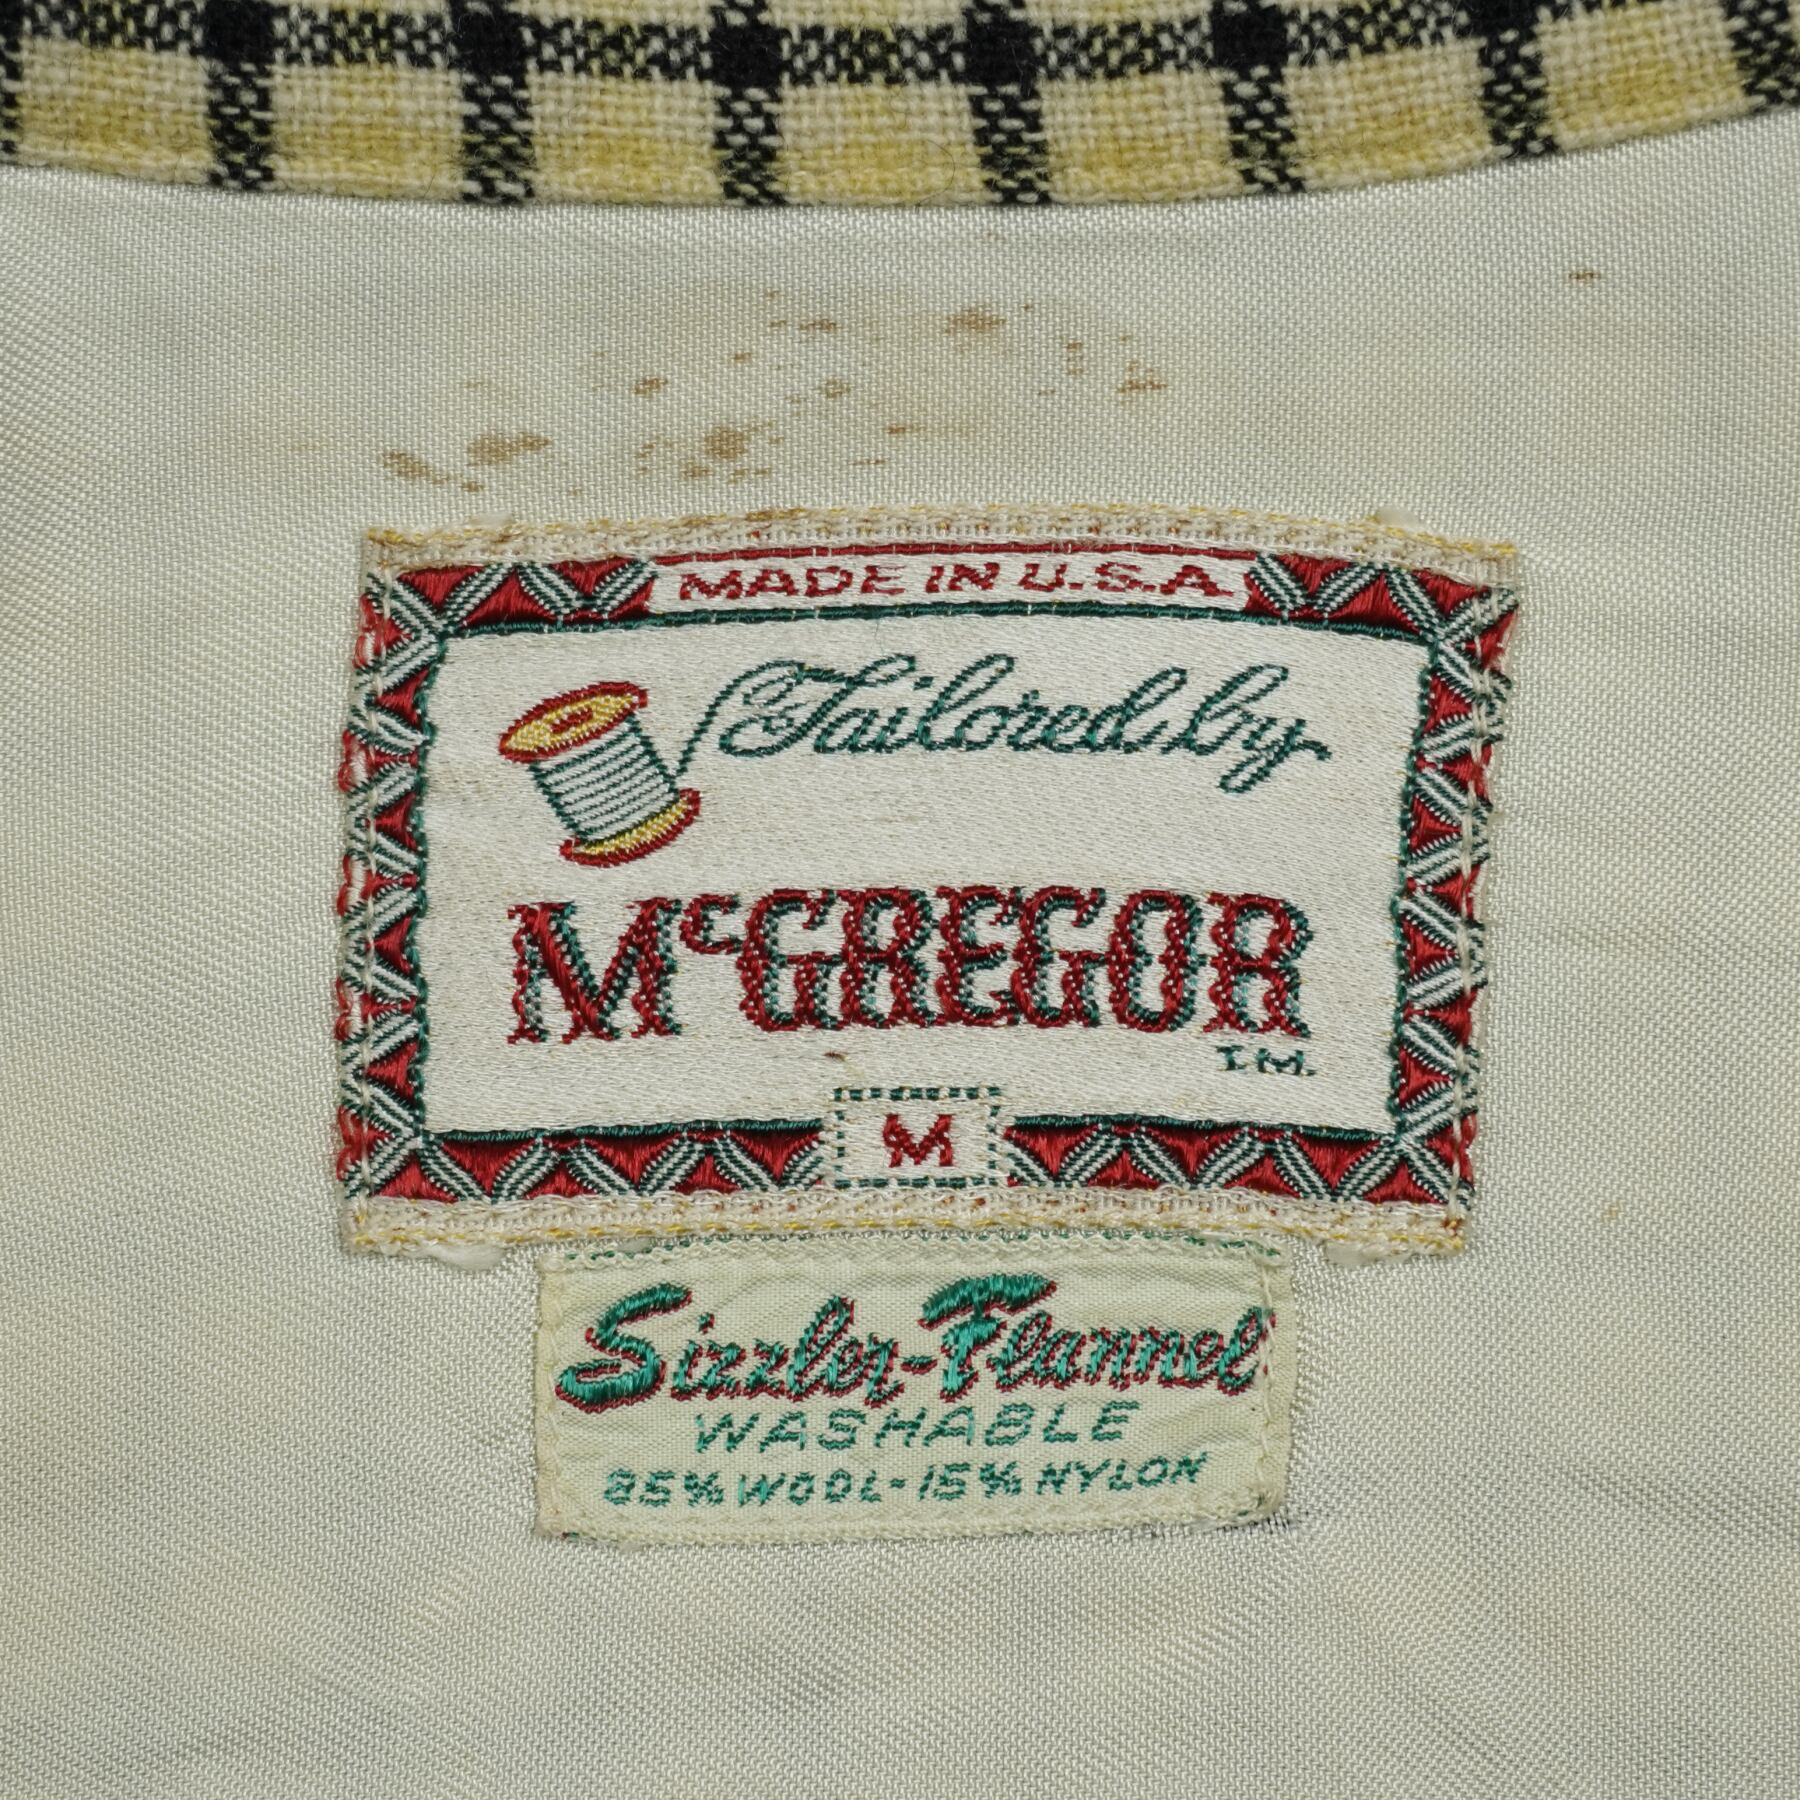 MADE IN U.S.A.
Tailored by
McGREGOR
T.M.
M
Sizzler-Flannel
WASHABLE
85% WOOL-15% NYLON